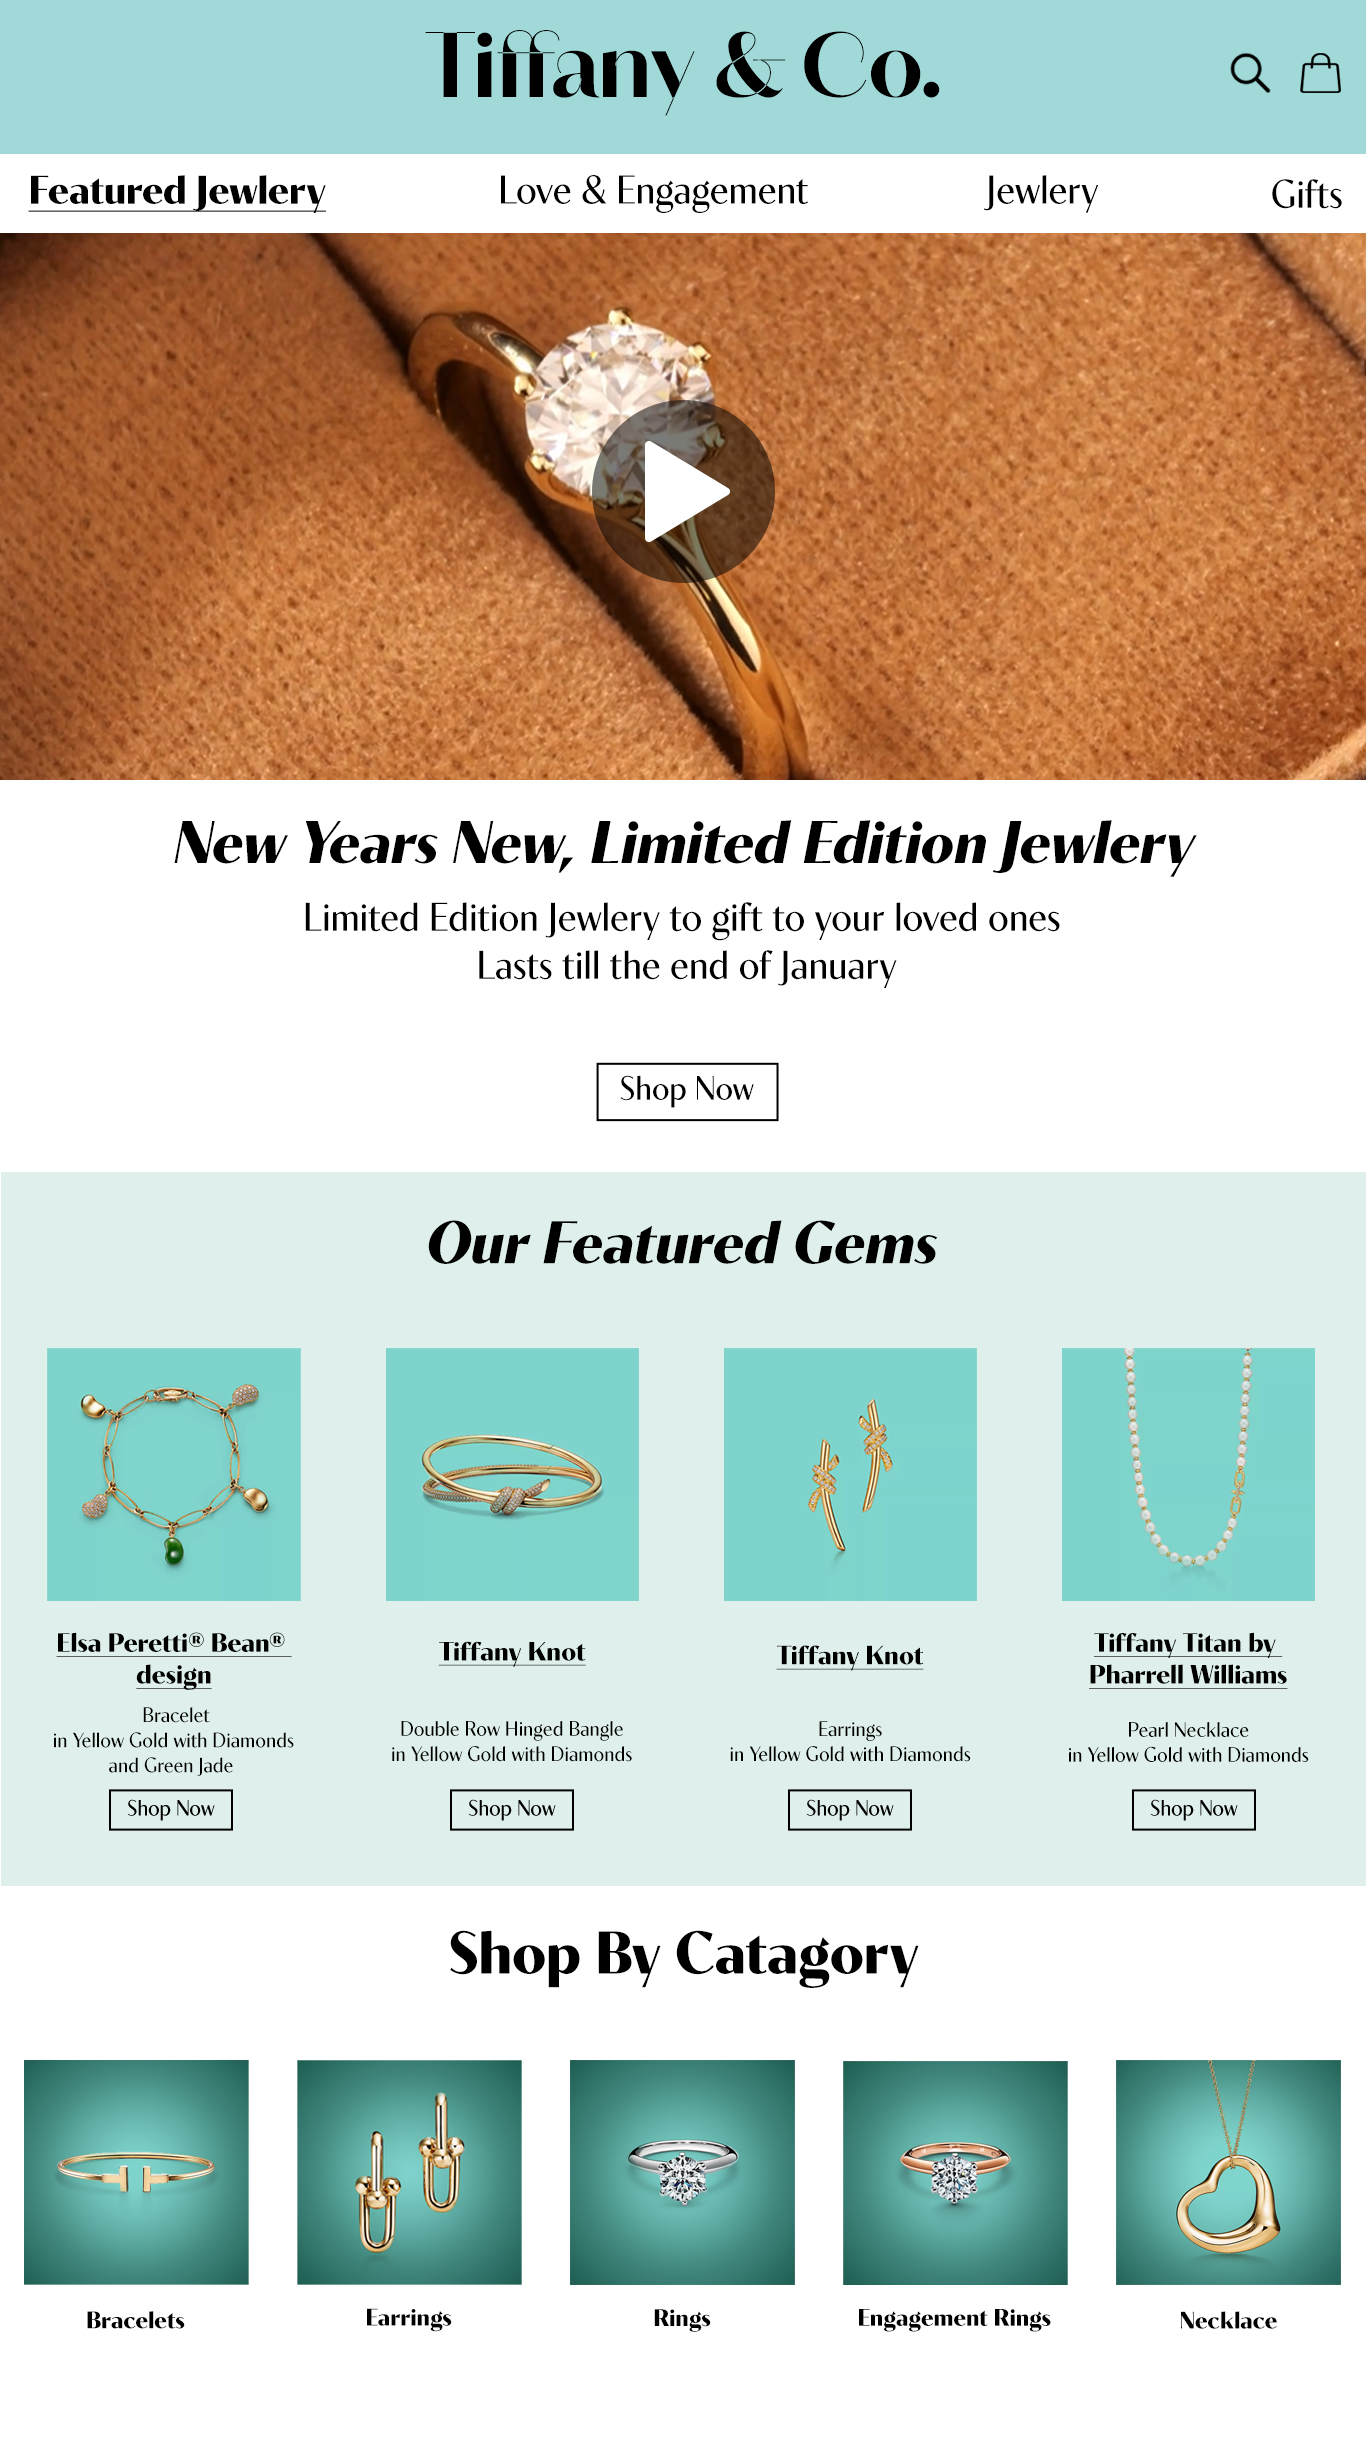 Tiffany & Co.
Featured Jewlery
Love & Engagement
Jewlery
Gifts
New Years New, Limited Edition Jewlery
Limited Edition Jewlery to gift to your loved ones
Lasts till the end of January
Shop Now
Our Featured Gems
Elsa Peretti® Bean®
design
Bracelet
in Yellow Gold with Diamonds
and Green Jade
Shop Now
Tiffany Knot
Double Row Hinged Bangle
in Yellow Gold with Diamonds
Shop Now
Tiffany Knot
Earrings
in Yellow Gold with Diamonds
Shop Now
Tiffany Titan by
Pharrell Williams
Pearl Necklace
in Yellow Gold with Diamonds
Shop Now
Shop By Catagory
Bracelets
Earrings
Rings
Engagement Rings
Necklace